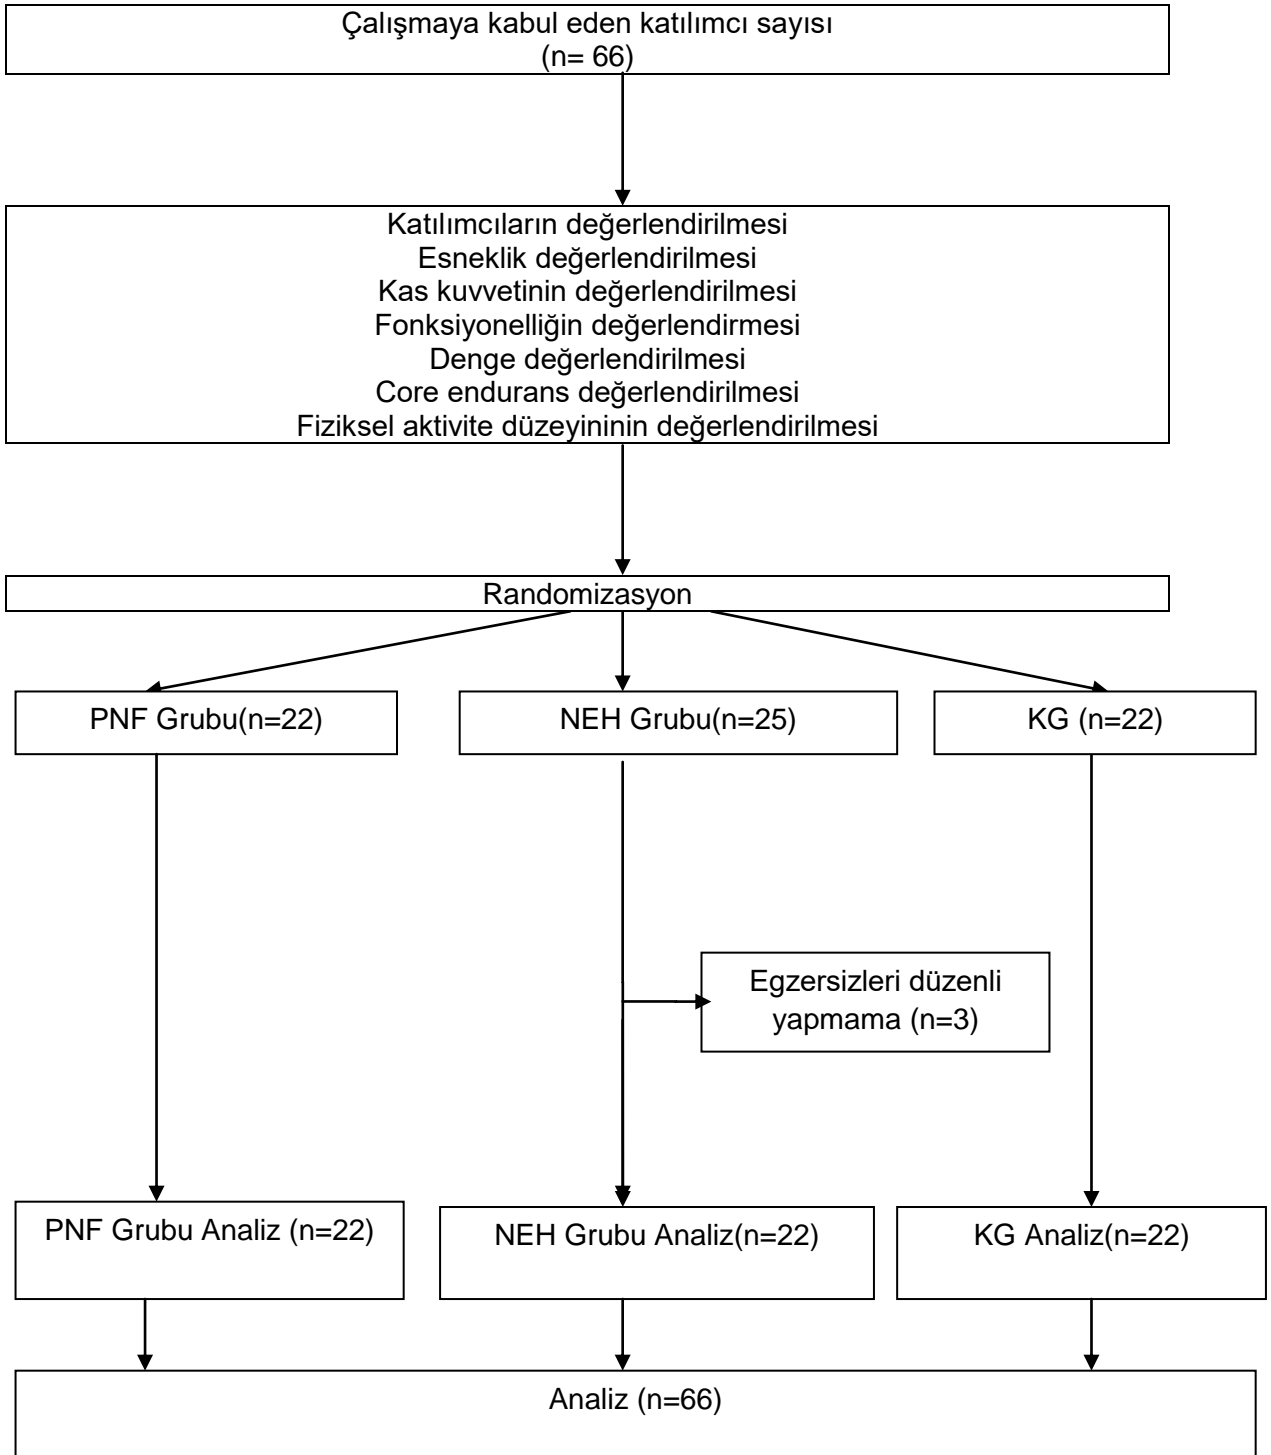 Çalışmaya kabul eden katılımcı sayısı
(n= 66)
Katılımcıların değerlendirilmesi
Esneklik değerlendirilmesi
Kas kuvvetinin değerlendirilmesi
Fonksiyonelliğin değerlendirmesi
Denge değerlendirilmesi
Core endurans değerlendirilmesi
Fiziksel aktivite düzeyininin değerlendirilmesi
Randomizasyon
PNF Grubu(n=22)
NEH Grubu(n=25)
KG (n=22)
Egzersizleri düzenli
yapmama (n=3)
PNF Grubu Analiz (n=22)
NEH Grubu Analiz(n=22)
KG Analiz(n=22)
Analiz (n=66)